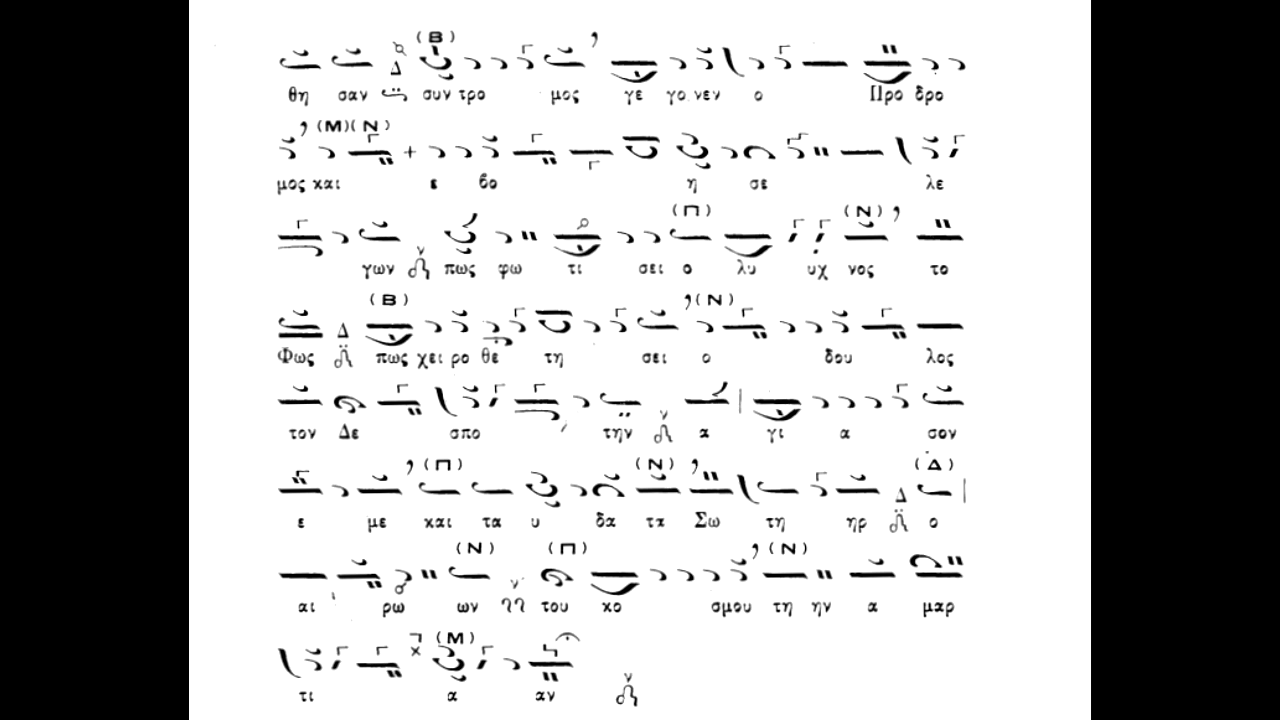 (Β)
θη σαν συν τρο μος γε γο νεν ο Προ δρο
(Μ)(Ν)
μος και ε βο η σε λε
(Π) (Ν)
γων πως φω τι σει ο λυ υχ νος το
(Β) (Ν)
Φως Δ πως χει ρο θε τη σει ο δου λος
τον Δε σπο την α γι α σον
(Π) (Ν) (Δ)
ε με και τα υ δα τα Σω τη ηρ Δ ο
(Ν) (Π) (Ν)
αι ρω ων του κο σμου τη ην α μαρ
(Μ)
τι α αν